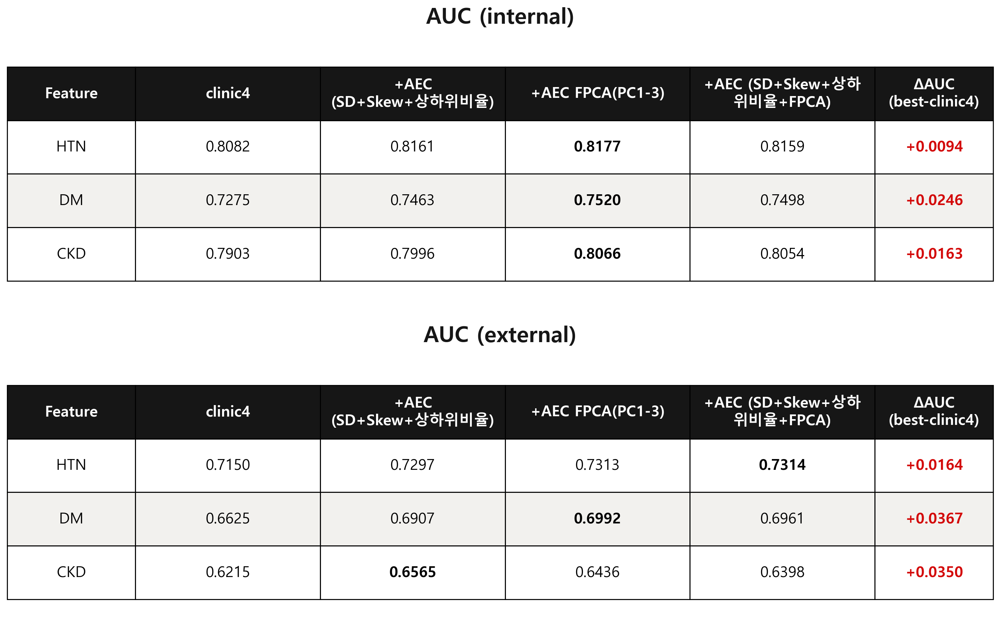 AUC (internal)
Feature
clinic4
+AEC
(SD+Skew+상하위비율)
+AEC FPCA(PC1-3)
+AEC (SD+Skew+상하
위비율+FPCA)
ΔAUC
(best-clinic4)
HTN
0.8082
0.8161
0.8177
0.8159
+0.0094
DM
0.7275
0.7463
0.7520
0.7498
+0.0246
CKD
0.7903
0.7996
0.8066
0.8054
+0.0163
AUC (external)
Feature
clinic4
+AEC
(SD+Skew+상하위비율)
+AEC FPCA(PC1-3)
+AEC (SD+Skew+상하
위비율+FPCA)
ΔAUC
(best-clinic4)
HTN
0.7150
0.7297
0.7313
0.7314
+0.0164
DM
0.6625
0.6907
0.6992
0.6961
+0.0367
CKD
0.6215
0.6565
0.6436
0.6398
+0.0350